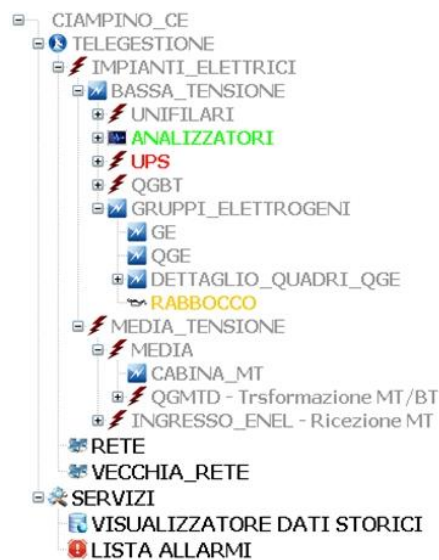 CIAMPINO_CE
TELEGESTIONE
IMPIANTI_ELETTRICI
BASSA_TENSIONE
UNIFILARI
ANALIZZATORI
UPS
QGBT
GRUPPI_ELETTROGENI
GE
QGE
DETTAGLIO_QUADRI_QGE
RABBOCCO
MEDIA_TENSIONE
MEDIA
CABINA_MT
QGMTD - Trsformazione MT/BT
INGRESSO_ENEL - Ricezione MT
RETE
VECCHIA_RETE
SERVIZI
VISUALIZZATORE DATI STORICI
LISTA ALLARMI